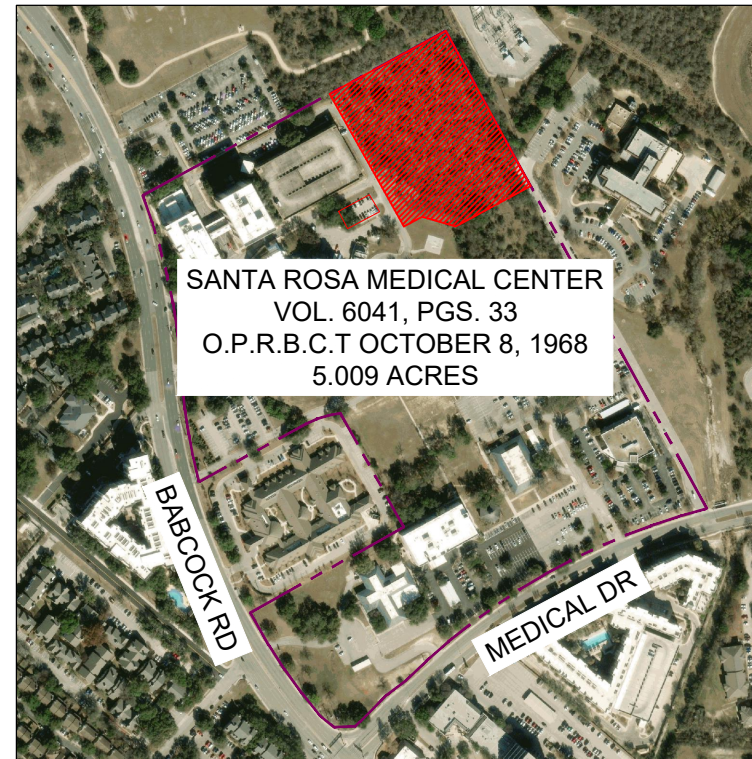 SANTA ROSA MEDICAL CENTER
VOL. 6041, PGS. 33
O.P.R.B.C.T OCTOBER 8, 1968
5.009 ACRES
BABCOCK RD
MEDICAL DR